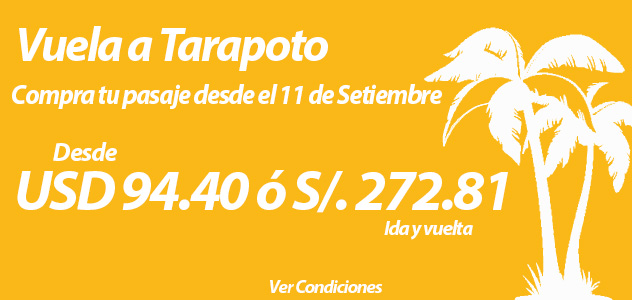 Vuela a Tarapoto
Compra tu pasaje desde el 11 de Setiembre
Desde
USD 94.40 ó S/. 272.81
Ida y vuelta
Ver Condiciones